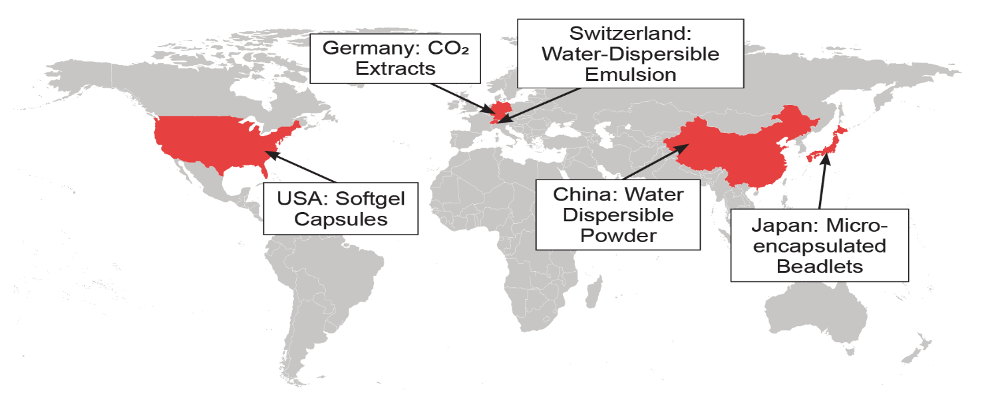 Germany: CO₂
Extracts
Switzerland:
Water-Dispersible
Emulsion
USA: Softgel
Capsules
China: Water
Dispersible
Powder
Japan: Micro-
encapsulated
Beadlets